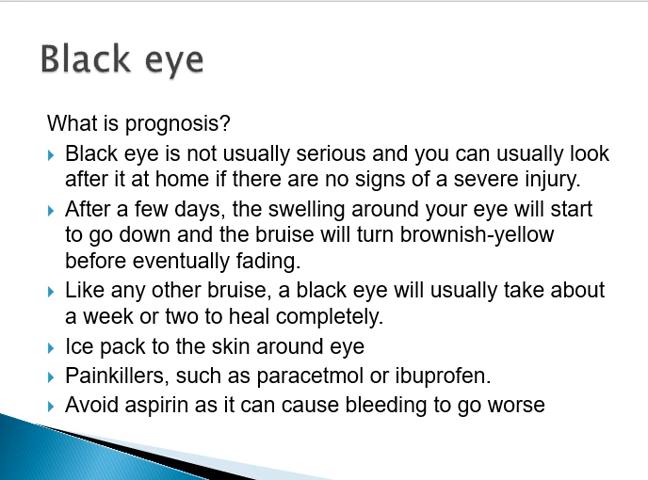 Black eye
What is prognosis?
Black eye is not usually serious and you can usually look
after it at home if there are no signs of a severe injury.
After a few days, the swelling around your eye will start
to go down and the bruise will turn brownish-yellow
before eventually fading.
Like any other bruise, a black eye will usually take about
a week or two to heal completely.
Ice pack to the skin around eye
Painkillers, such as paracetmol or ibuprofen.
Avoid aspirin as it can cause bleeding to go worse